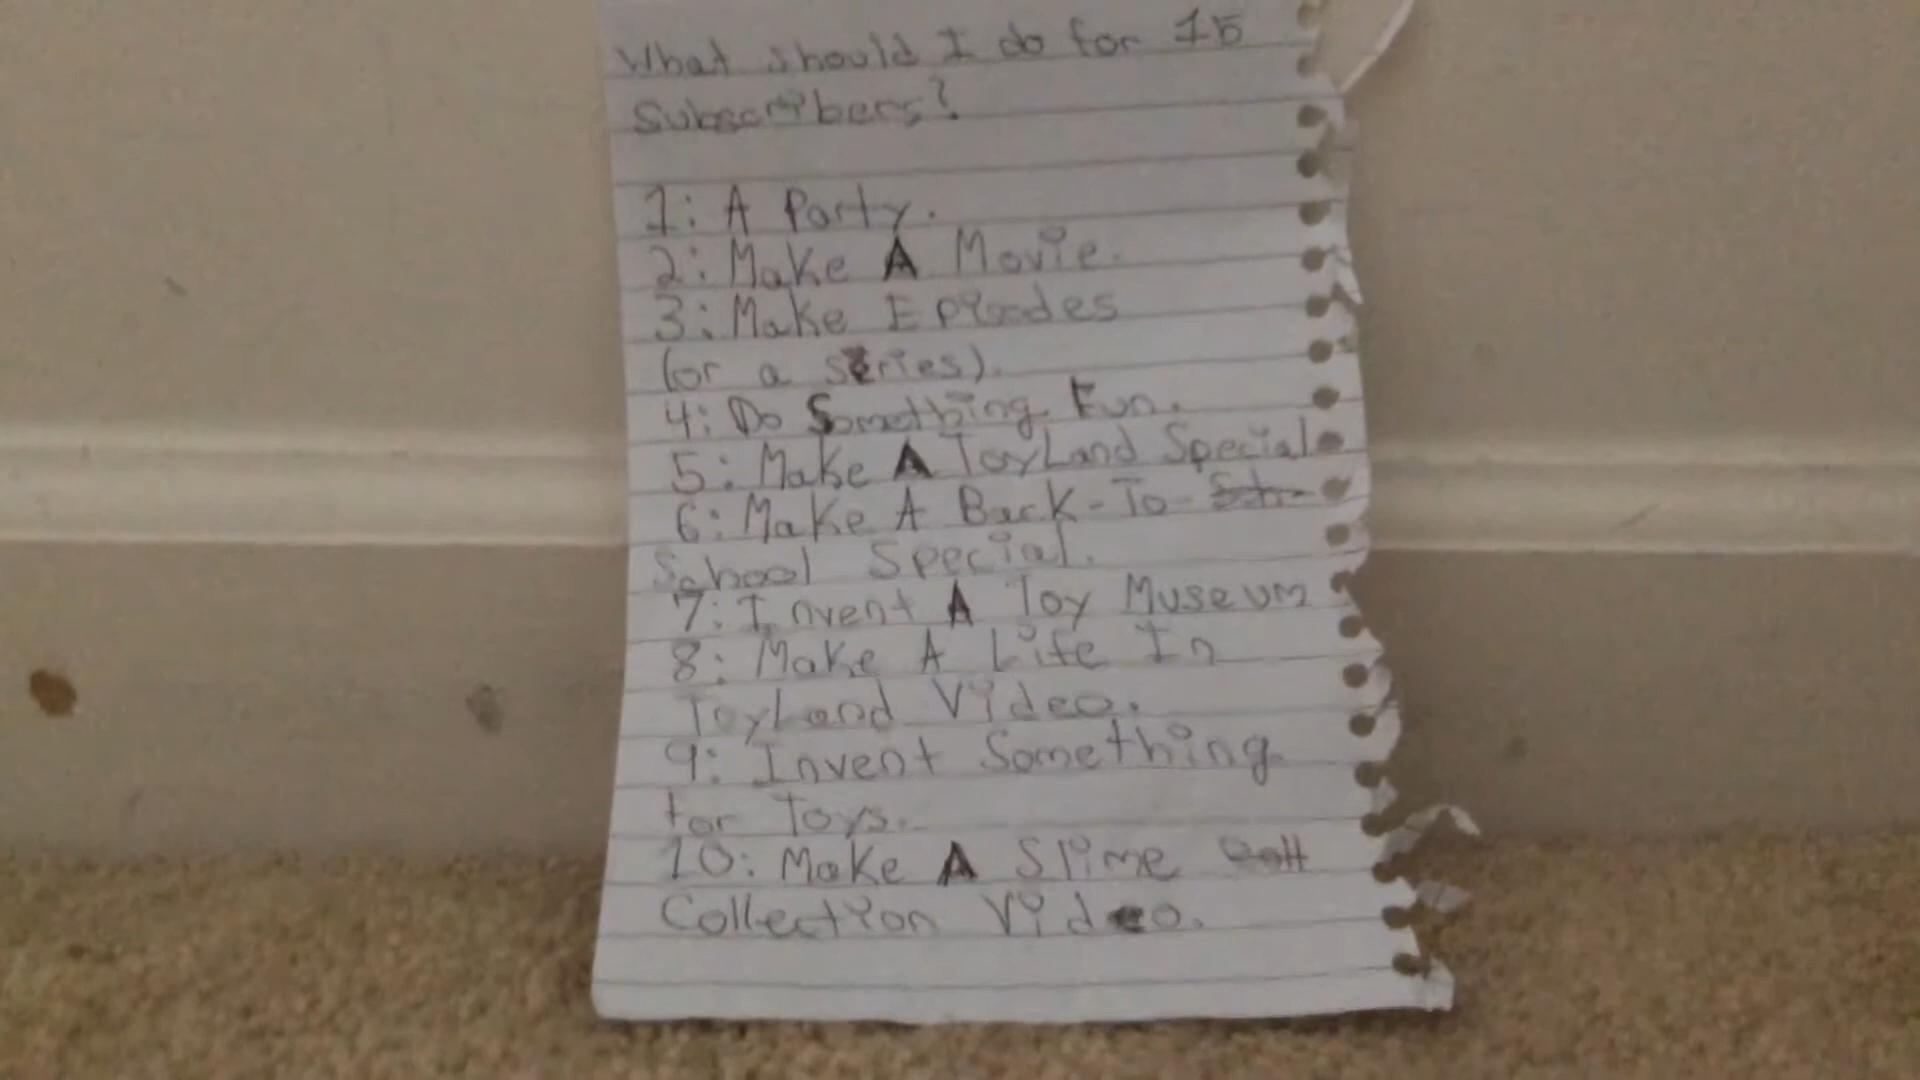 What should I do for 15
Subscribers?
1: A Party.
2: Make A Movie.
3: Make Episodes
(or a series).
4: Do Something Fun.
5: Make A ToyLand Special.
6: Make A Back-To-
School Special.
7: Invent A Toy Museum
8: Make A Life In
ToyLand Video.
9: Invent Something
for Toys.
10: Make A Slime
Collection Video.